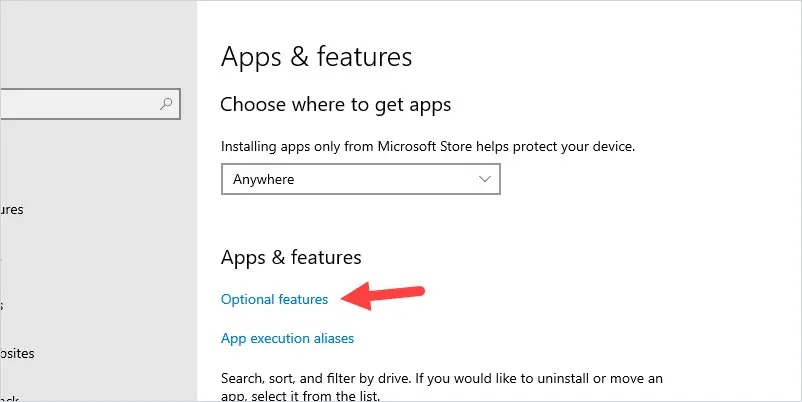 Apps & features
Choose where to get apps
Installing apps only from Microsoft Store helps protect your device.
Anywhere
ures
Apps & features
Optional features
App execution aliases
bsites
Search, sort, and filter by drive. If you would like to uninstall or move an
app, select it from the list.